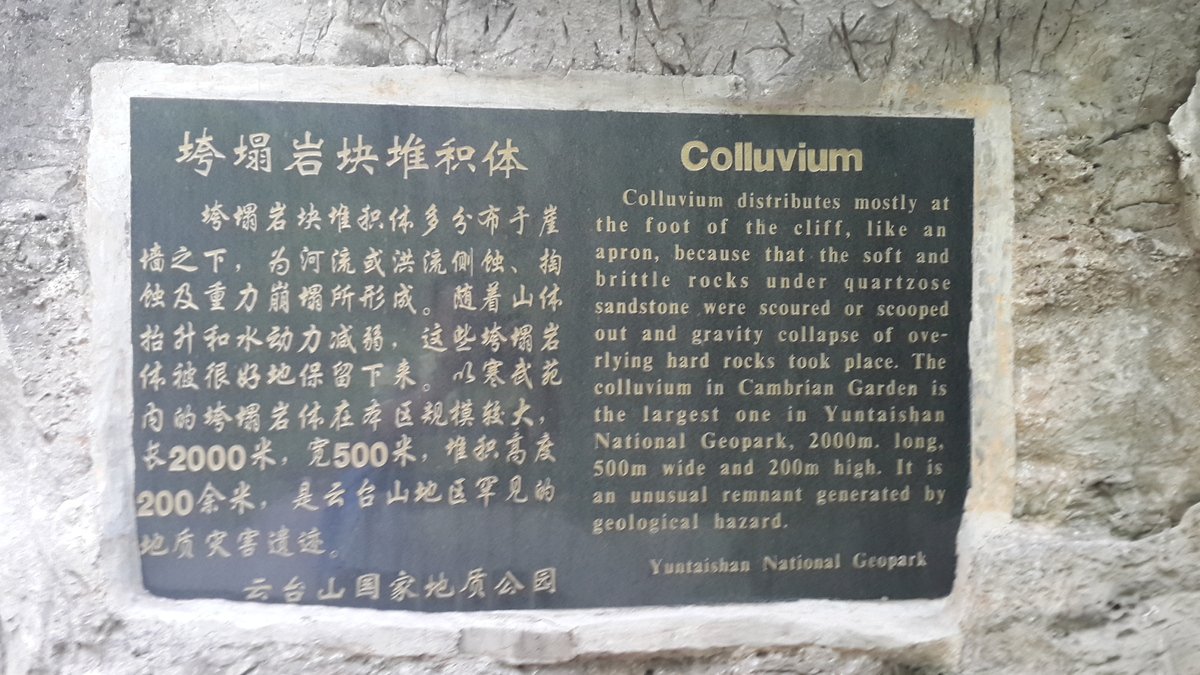 垮塌岩块堆积体
垮塌岩块堆积体多分布于崖
墙之下，为河流或洪流侧蚀、掏
蚀及重力崩塌所形成。随着山体
抬升和水动力减弱，这些垮塌岩
体被很好地保留下来。以寒武苑
内的垮塌岩体在本区规模较大，
长2000米，宽500米，堆积高度
200余米，是云台山地区罕见的
地质灾害遗迹。
云台山国家地质公园
Colluvium
Colluvium distributes mostly at
the foot of the cliff, like an
apron, because that the soft and
brittle rocks under quartzose
sandstone were scoured or scooped
out and gravity collapse of ove-
rlying hard rocks took place. The
colluvium in Cambrian Garden is
the largest one in Yuntaishan
National Geopark, 2000m. long,
500m wide and 200m high. It is
an unusual remnant generated by
geological hazard.
Yuntaishan National Geopark